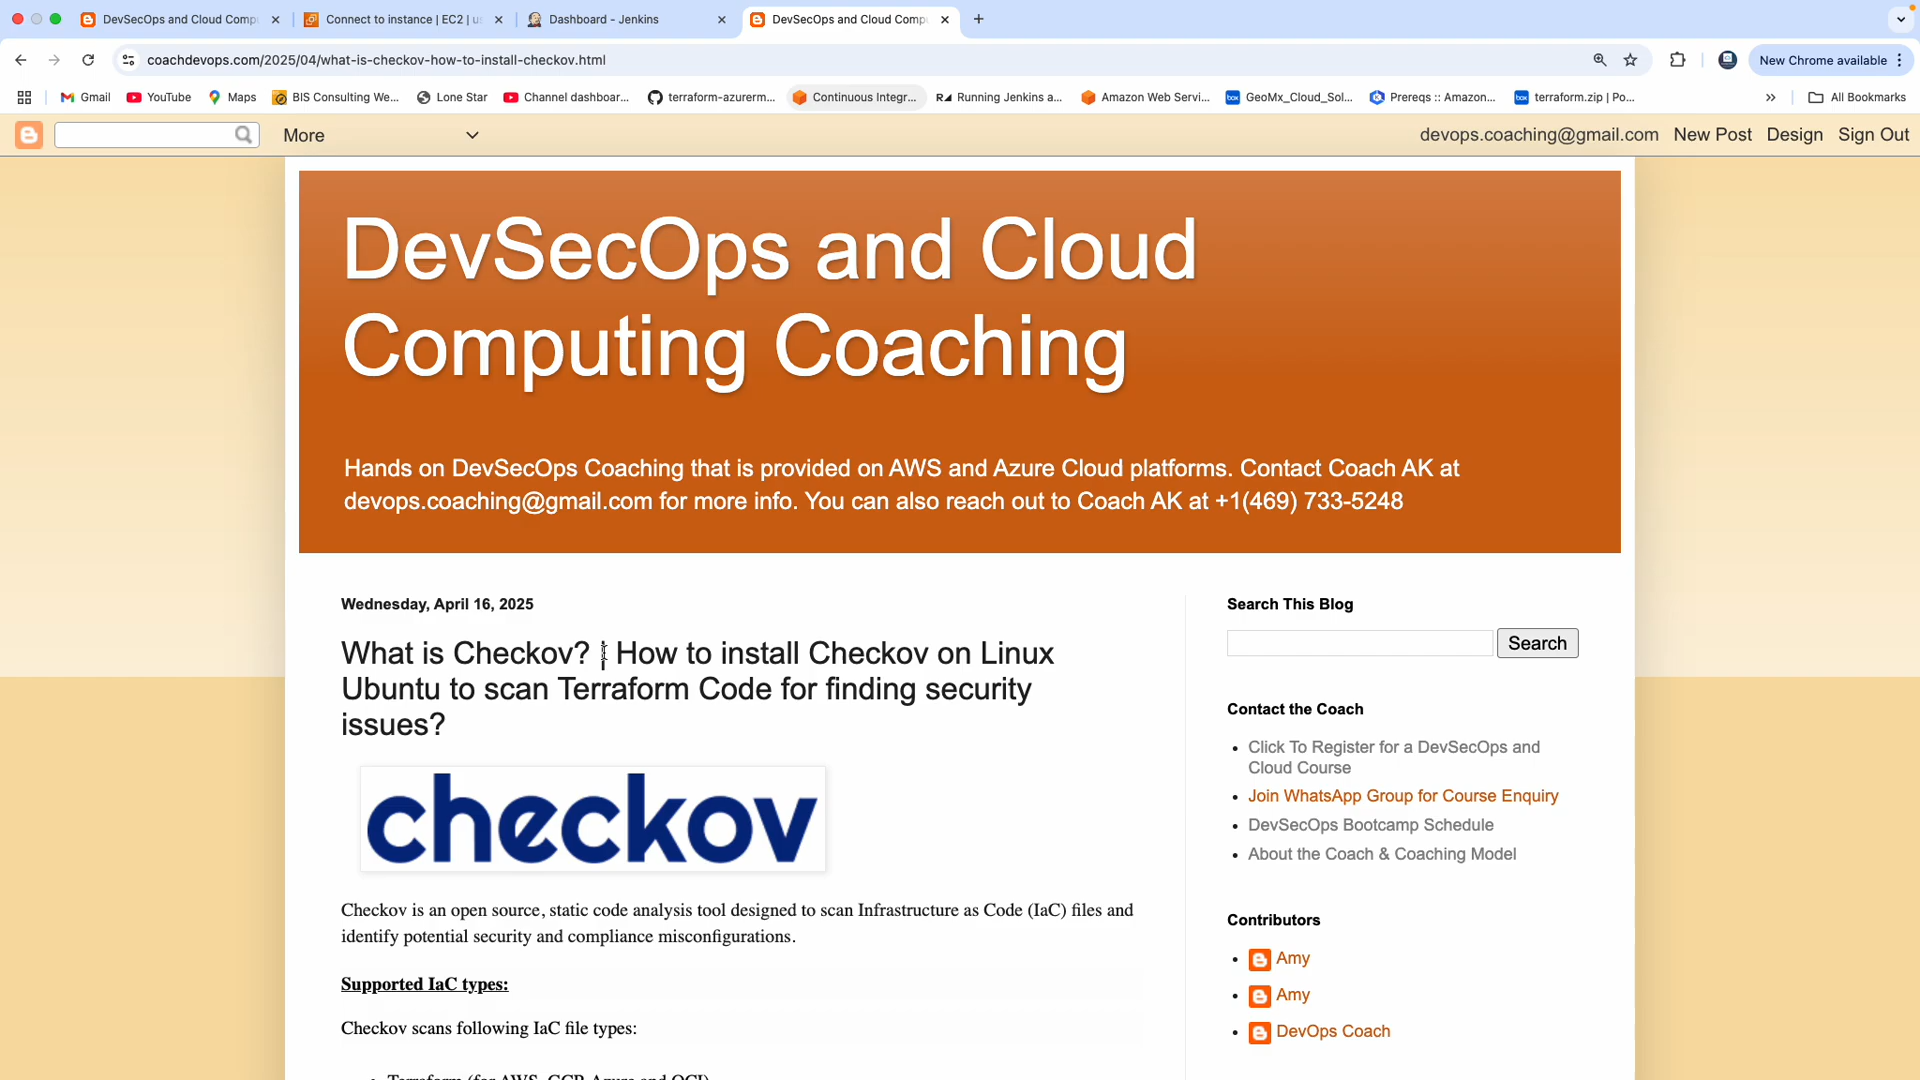 DevSecOps and Cloud Compu
Connect to instance | EC2 | us
Dashboard - Jenkins
DevSecOps and Cloud Compu
coachdevops.com/2025/04/what-is-checkov-how-to-install-checkov.html
New Chrome available
Gmail
YouTube
Maps
BIS Consulting We...
Lone Star
Channel dashboar...
terraform-azurerm...
Continuous Integr...
Running Jenkins a...
Amazon Web Servi...
GeoMx_Cloud_Sol...
Prereqs :: Amazon...
terraform.zip | Po...
All Bookmarks
More
devops.coaching@gmail.com
New Post
Design
Sign Out
DevSecOps and Cloud
Computing Coaching
Hands on DevSecOps Coaching that is provided on AWS and Azure Cloud platforms. Contact Coach AK at
devops.coaching@gmail.com for more info. You can also reach out to Coach AK at +1(469) 733-5248
Wednesday, April 16, 2025
What is Checkov? | How to install Checkov on Linux
Ubuntu to scan Terraform Code for finding security
issues?
checkov
Checkov is an open source, static code analysis tool designed to scan Infrastructure as Code (IaC) files and
identify potential security and compliance misconfigurations.
Supported IaC types:
Checkov scans following IaC file types:
Terraform (for AWS, GCP, Azure and OCI)
Search This Blog
Search
Contact the Coach
Click To Register for a DevSecOps and
Cloud Course
Join WhatsApp Group for Course Enquiry
DevSecOps Bootcamp Schedule
About the Coach & Coaching Model
Contributors
Amy
Amy
DevOps Coach